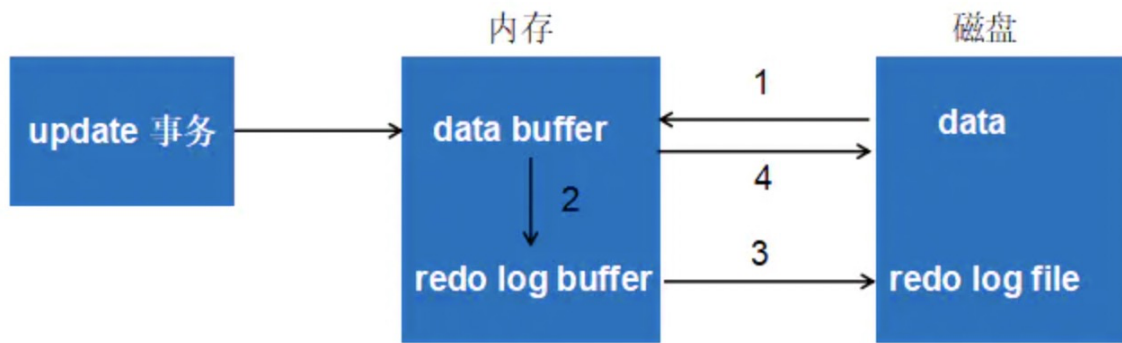 内存
磁盘
update 事务
data buffer
1
data
4
2
redo log buffer
3
redo log file